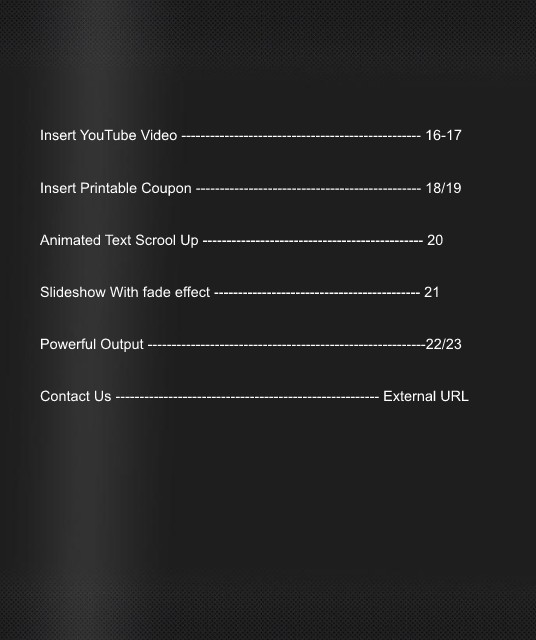 Insert YouTube Video -------------------------------------------------- 16-17
Insert Printable Coupon ----------------------------------------------- 18/19
Animated Text Scrool Up ---------------------------------------------- 20
Slideshow With fade effect ------------------------------------------- 21
Powerful Output ----------------------------------------------------------22/23
Contact Us ------------------------------------------------------- External URL